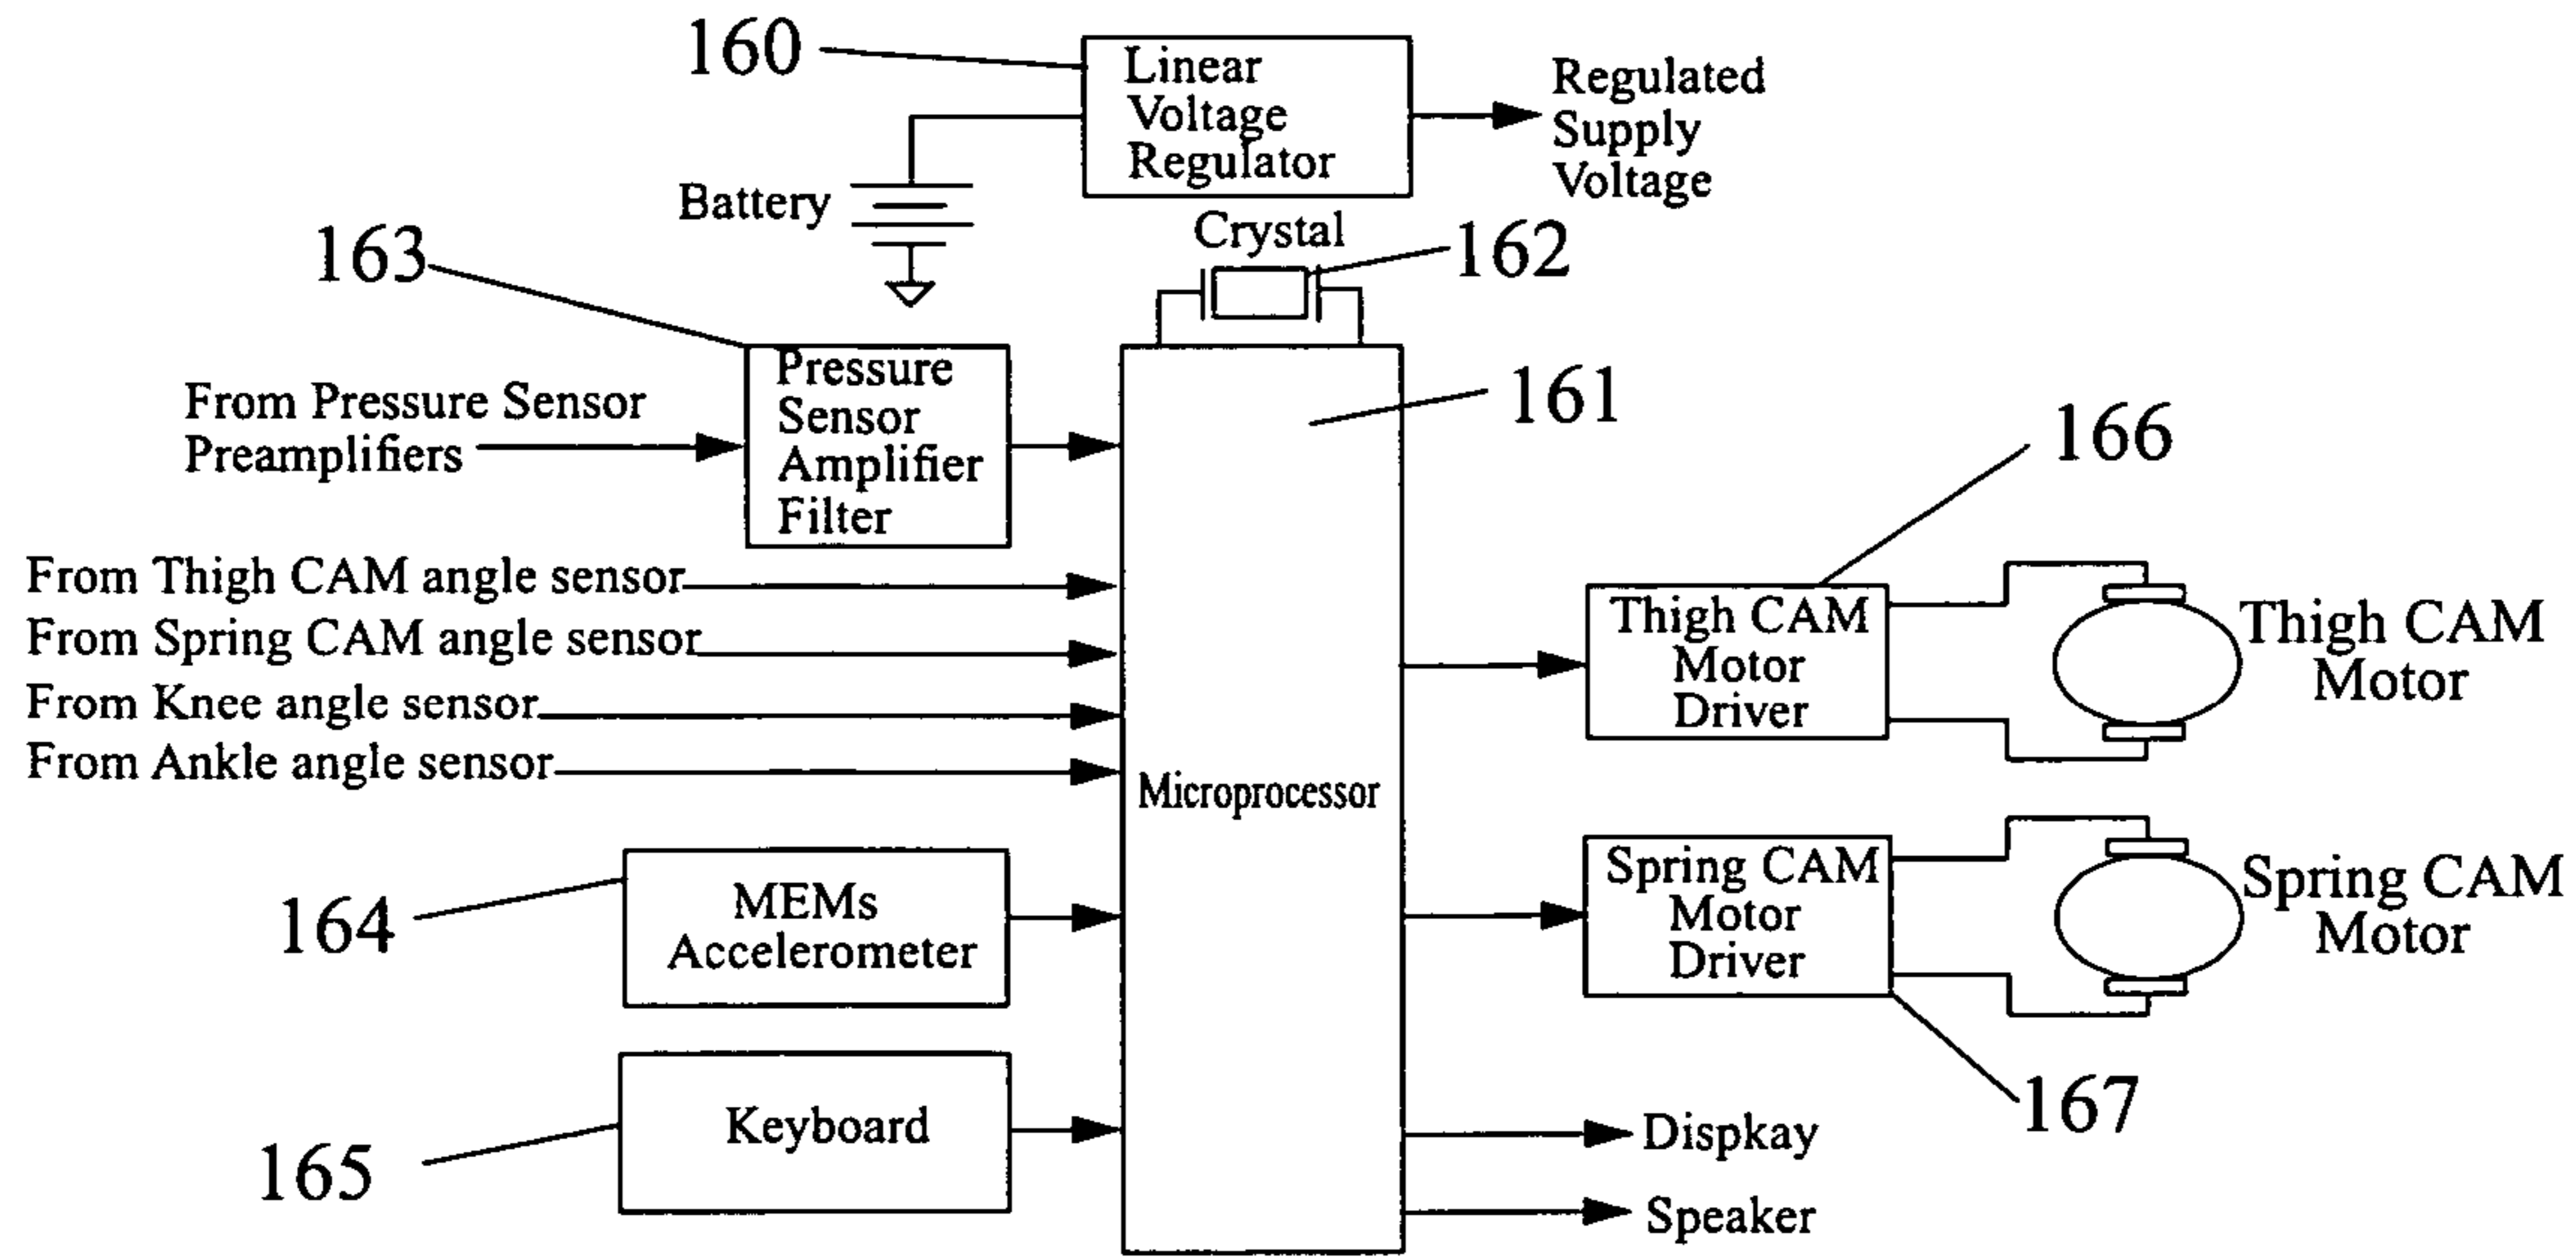 160
Linear
Voltage
Regulator
Regulated
Supply
Voltage
Battery
Crystal
162
163
Pressure
Sensor
Amplifier
Filter
From Pressure Sensor
Preamplifiers
161
166
From Thigh CAM angle sensor
From Spring CAM angle sensor
From Knee angle sensor
From Ankle angle sensor
Thigh CAM
Motor
Driver
Thigh CAM
Motor
Microprocessor
164
MEMs
Accelerometer
Spring CAM
Motor
Driver
Spring CAM
Motor
167
165
Keyboard
Dispkay
Speaker